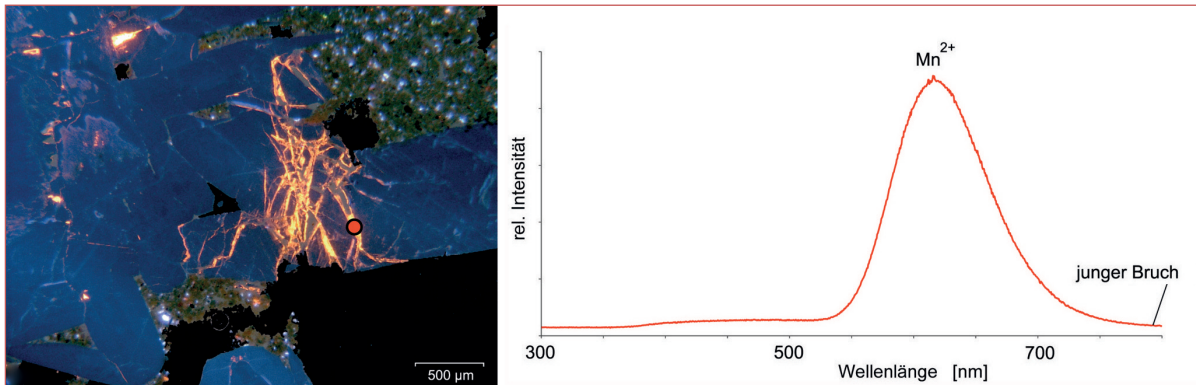 500 µm
rel. Intensität
Mn2+
junger Bruch
300
500
700
Wellenlänge [nm]